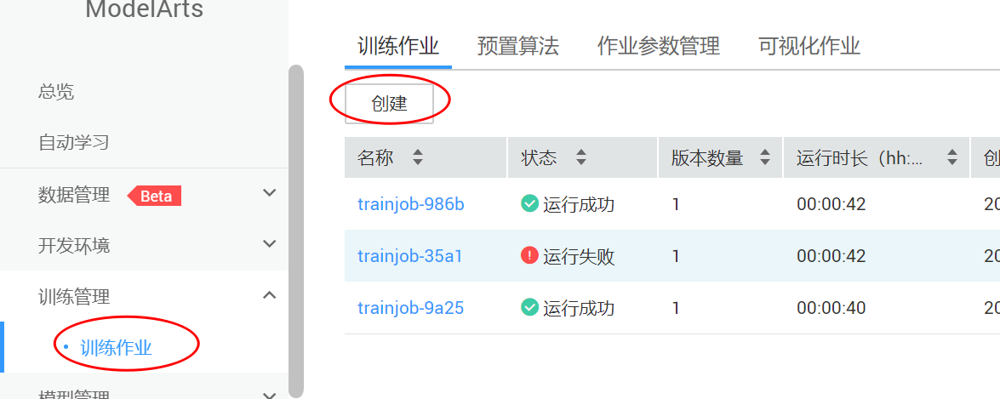 ModelArts
总览
自动学习
数据管理 Beta
开发环境
训练管理
训练作业
模型管理
训练作业 预置算法 作业参数管理 可视化作业
创建
名称 状态 版本数量 运行时长（hh:... 创
trainjob-986b 运行成功 1 00:00:42 20
trainjob-35a1 运行失败 1 00:00:42 20
trainjob-9a25 运行成功 1 00:00:40 20